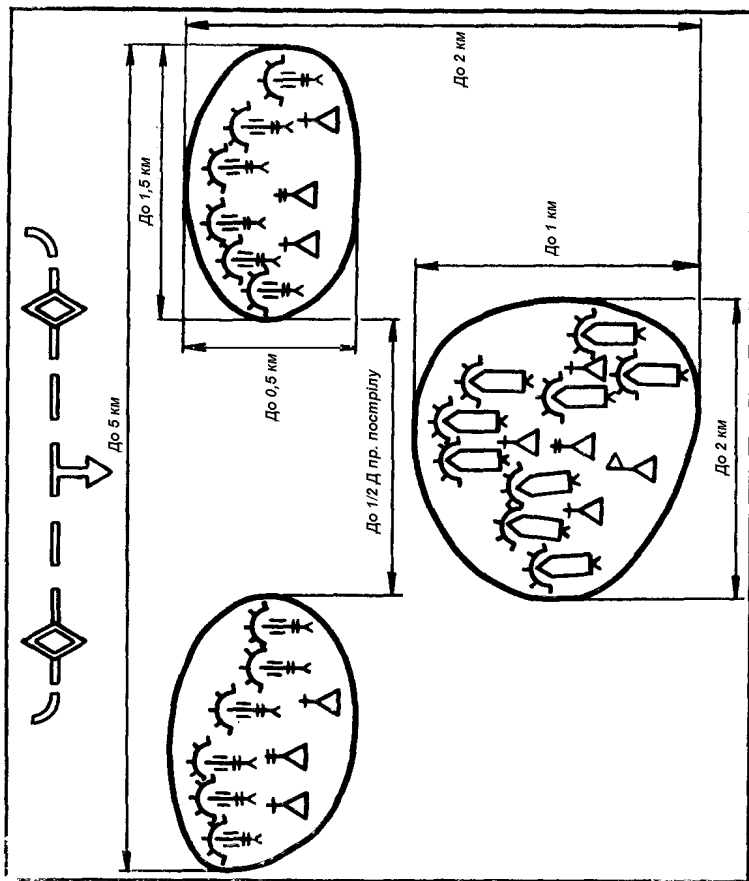 До 5 км
До 1,5 км
До 2 км
До 0,5 км
До 1/2 Д пр. пострілу
До 1 км
До 2 км